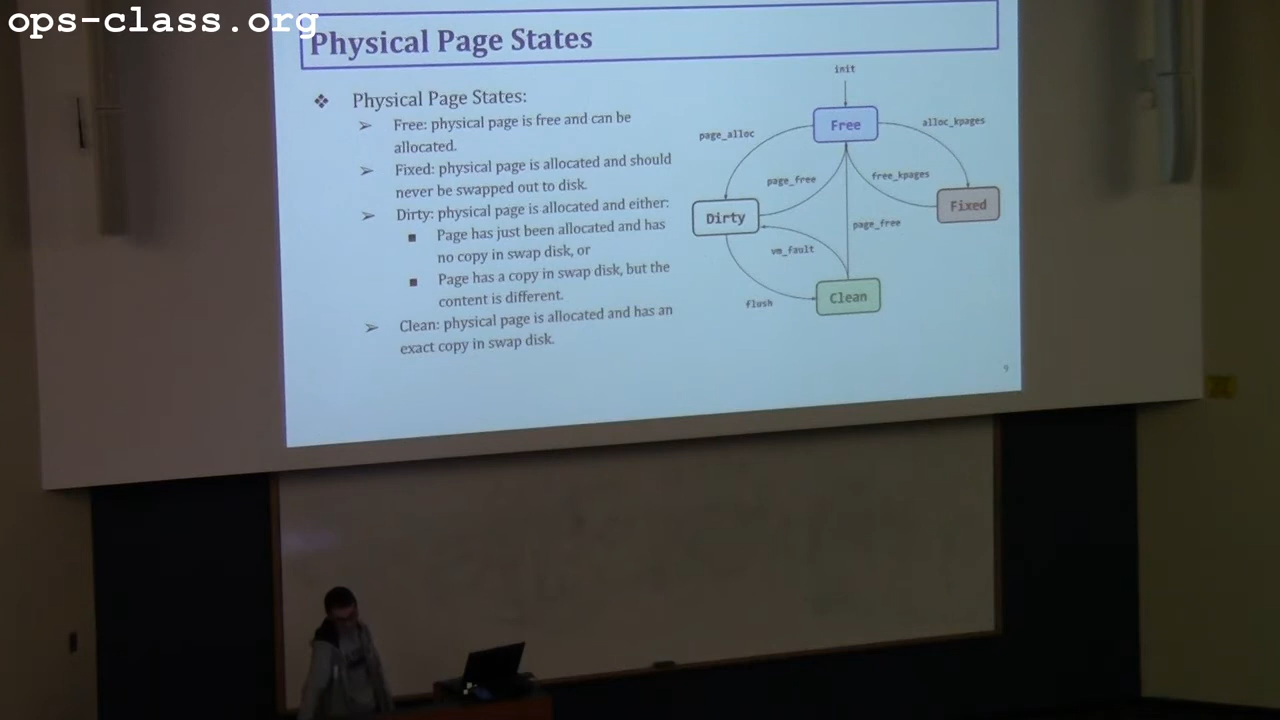 ops-class.org
Physical Page States
❖ Physical Page States:
➢ Free: physical page is free and can be
allocated.
➢ Fixed: physical page is allocated and should
never be swapped out to disk.
➢ Dirty: physical page is allocated and either:
▪ Page has just been allocated and has
no copy in swap disk, or
▪ Page has a copy in swap disk, but the
content is different.
➢ Clean: physical page is allocated and has an
exact copy in swap disk.
init
Free
page_alloc
alloc_kpages
page_free
free_kpages
Dirty
Fixed
page_free
vm_fault
Clean
flush
9